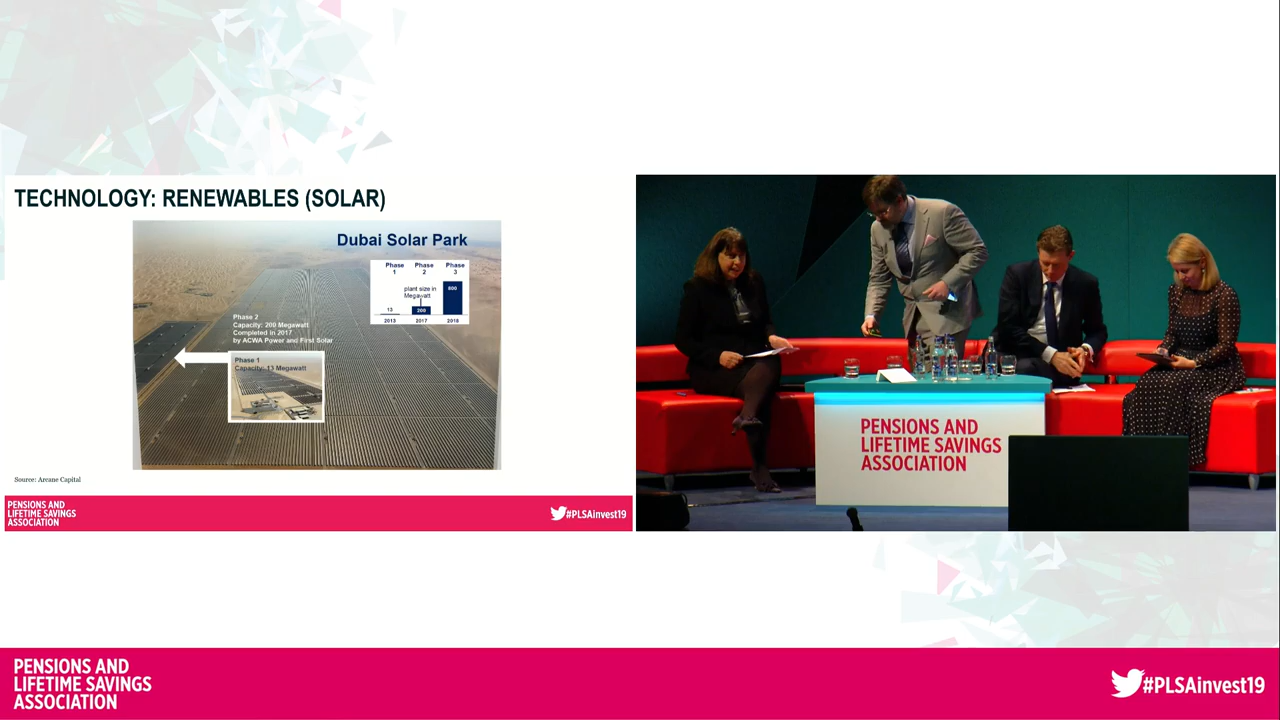 TECHNOLOGY: RENEWABLES (SOLAR)
Dubai Solar Park
Phase 1
Phase 2
Phase 3
plant size in
Megawatt
13
200
800
2013
2017
2018
Phase 2
Capacity: 200 Megawatt
Completed in 2017
by ACWA Power and First Solar
Phase 1
Capacity: 13 Megawatt
Source: Arcane Capital
PENSIONS AND
LIFETIME SAVINGS
ASSOCIATION
#PLSAinvest19
PENSIONS AND
LIFETIME SAVINGS
ASSOCIATION
PENSIONS AND
LIFETIME SAVINGS
ASSOCIATION
#PLSAinvest19